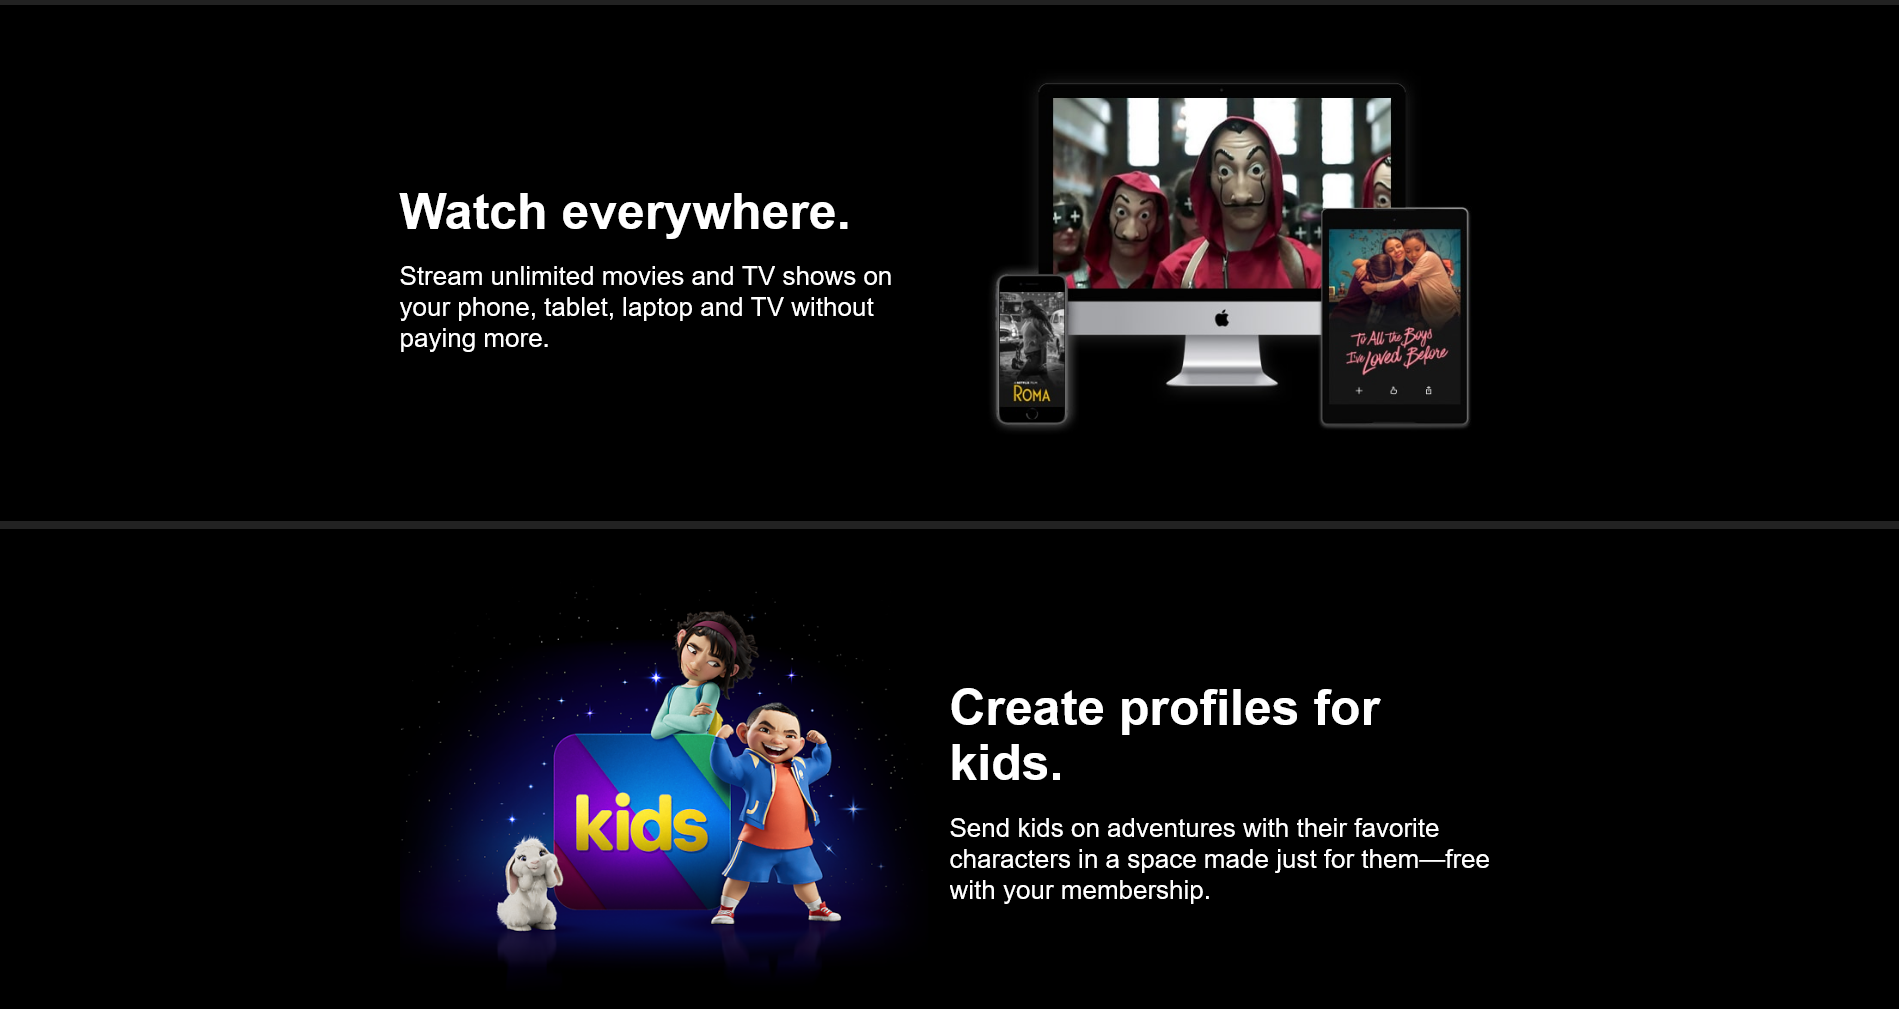 Watch everywhere.
Stream unlimited movies and TV shows on
your phone, tablet, laptop and TV without
paying more.
A NETFLIX FILM
ROMA
To All the Boys
I've Loved Before
kids
Create profiles for
kids.
Send kids on adventures with their favorite
characters in a space made just for them—free
with your membership.